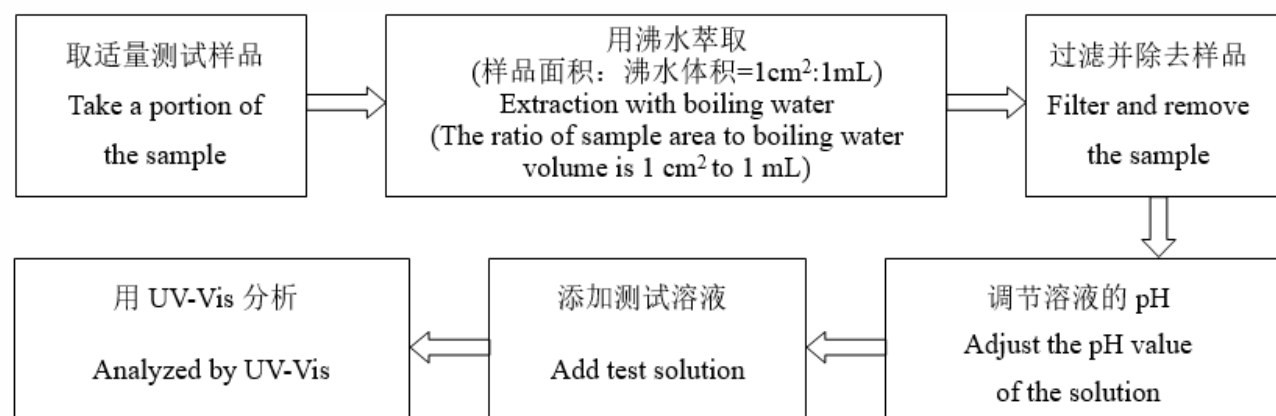 取适量测试样品
Take a portion of
the sample
用沸水萃取
(样品面积：沸水体积=1cm²:1mL)
Extraction with boiling water
(The ratio of sample area to boiling water
volume is 1 cm² to 1 mL)
过滤并除去样品
Filter and remove
the sample
调节溶液的 pH
Adjust the pH value
of the solution
添加测试溶液
Add test solution
用 UV-Vis 分析
Analyzed by UV-Vis